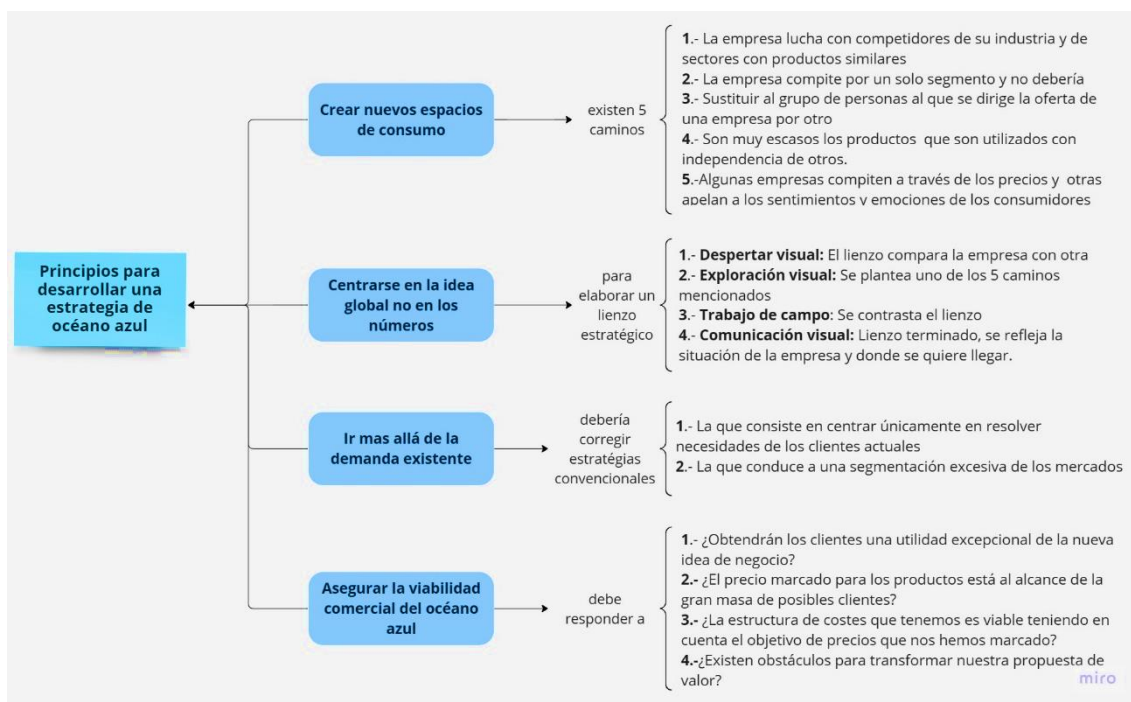 Principios para
desarrollar una
estrategia de
océano azul
Crear nuevos espacios
de consumo
existen 5
caminos
1.- La empresa lucha con competidores de su industria y de
sectores con productos similares
2.- La empresa compite por un solo segmento y no debería
3.- Sustituir al grupo de personas al que se dirige la oferta de
una empresa por otro
4.- Son muy escasos los productos que son utilizados con
independencia de otros.
5.-Algunas empresas compiten a través de los precios y otras
apelan a los sentimientos y emociones de los consumidores
Centrarse en la idea
global no en los
números
para
elaborar un
lienzo
estratégico
1.- Despertar visual: El lienzo compara la empresa con otra
2.- Exploración visual: Se plantea uno de los 5 caminos
mencionados
3.- Trabajo de campo: Se contrasta el lienzo
4.- Comunicación visual: Lienzo terminado, se refleja la
situación de la empresa y donde se quiere llegar.
Ir mas allá de la
demanda existente
debería
corregir
estratégias
convencionales
1.- La que consiste en centrar únicamente en resolver
necesidades de los clientes actuales
2.- La que conduce a una segmentación excesiva de los mercados
Asegurar la viabilidad
comercial del océano
azul
debe
responder a
1.- ¿Obtendrán los clientes una utilidad excepcional de la nueva
idea de negocio?
2.- ¿El precio marcado para los productos está al alcance de la
gran masa de posibles clientes?
3.- ¿La estructura de costes que tenemos es viable teniendo en
cuenta el objetivo de precios que nos hemos marcado?
4.-¿Existen obstáculos para transformar nuestra propuesta de
valor?
miro